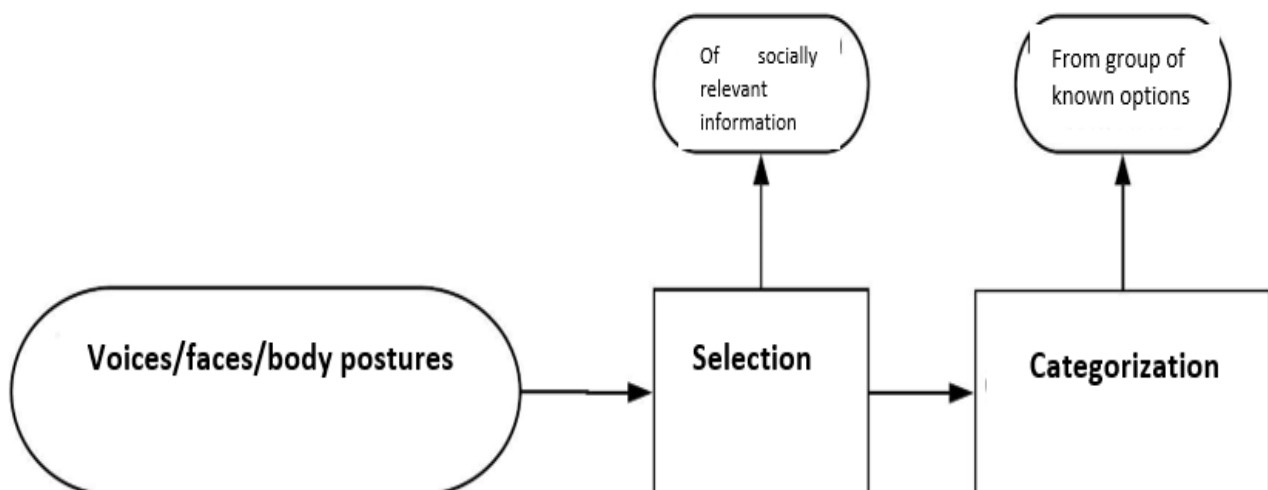 Of socially
relevant
information
From group of
known options
Voices/faces/body postures
Selection
Categorization